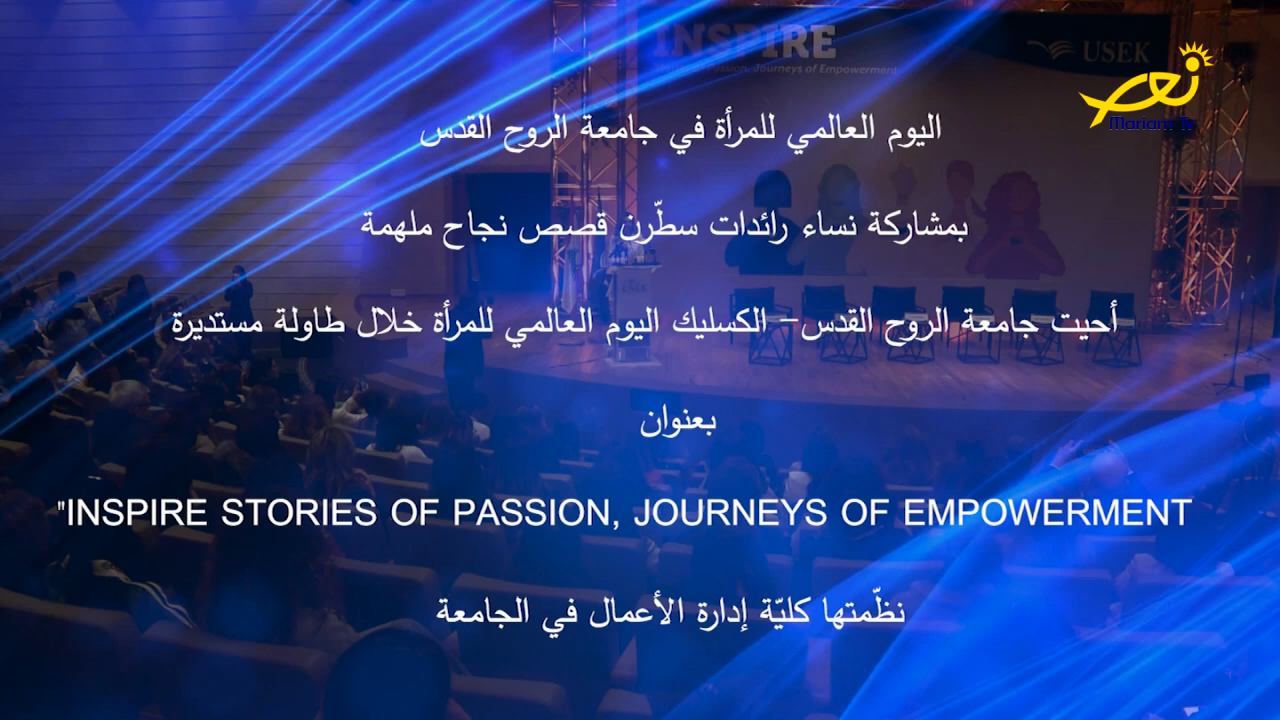 INSPIRE
Passion, Journeys of Empowerment
USEK
نعم
Mariam Tv
اليوم العالمي للمرأة في جامعة الروح القدس
بمشاركة نساء رائدات سطّرن قصص نجاح ملهمة
أحيت جامعة الروح القدس– الكسليك اليوم العالمي للمرأة خلال طاولة مستديرة
بعنوان
"INSPIRE STORIES OF PASSION, JOURNEYS OF EMPOWERMENT
نظّمتها كليّة إدارة الأعمال في الجامعة